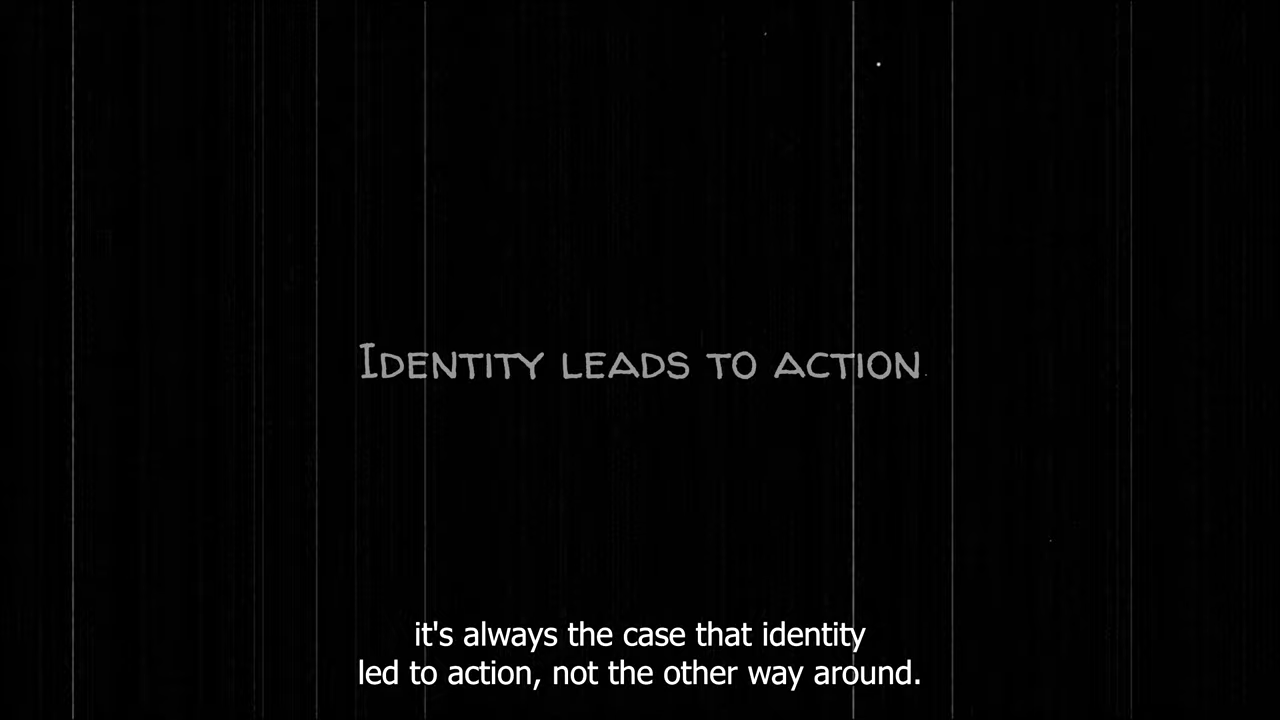 Identity leads to action
it's always the case that identity
led to action, not the other way around.